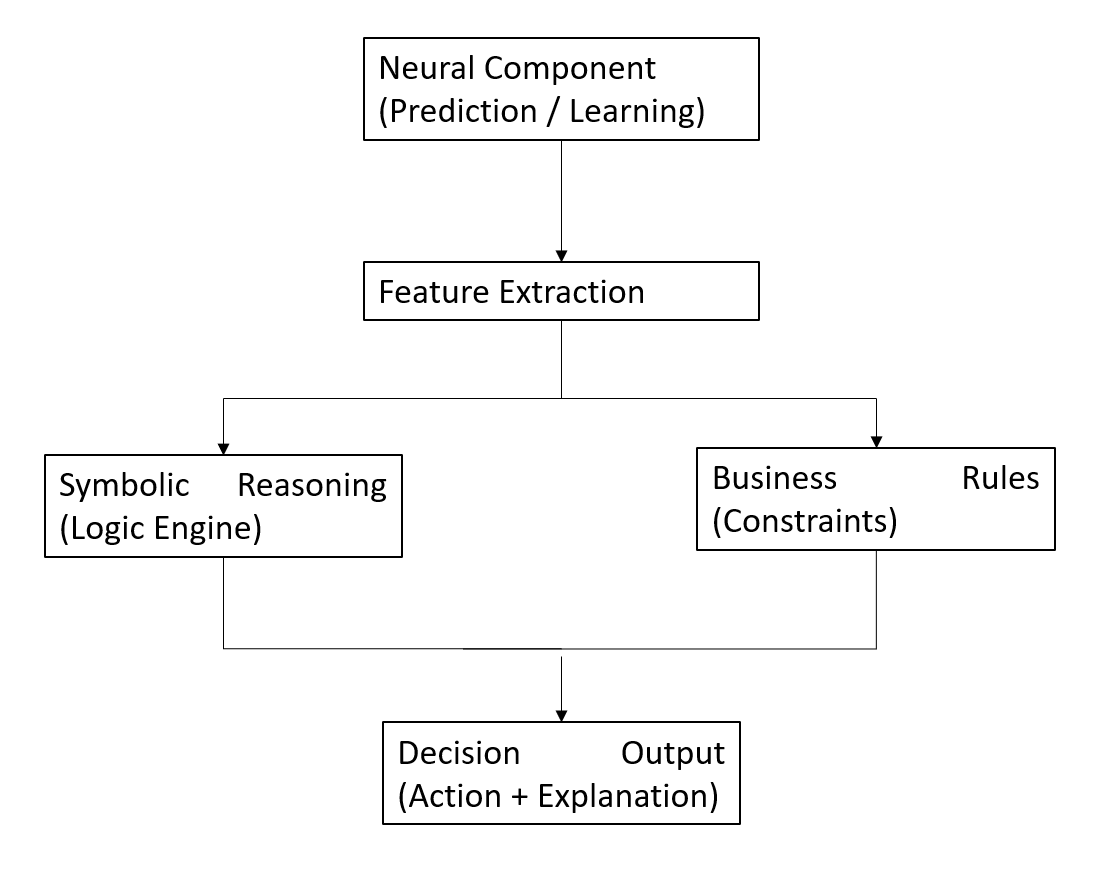 Neural Component
(Prediction / Learning)
Feature Extraction
Symbolic Reasoning
(Logic Engine)
Business Rules
(Constraints)
Decision Output
(Action + Explanation)